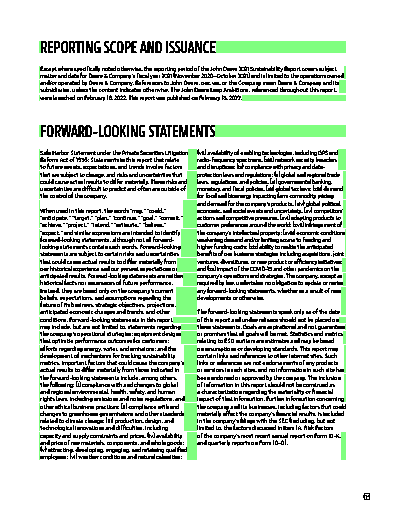 REPORTING SCOPE AND ISSUANCE
Except where specifically noted otherwise, the reporting period of the John Deere 2021 Sustainability Report covers subject
matter and data for Deere & Company's fiscal year 2021 (November 2020–October 2021) and is limited to the operations owned
and/or operated by Deere & Company. References to John Deere, we, us, or the Company mean Deere & Company and its
subsidiaries, unless the content indicates otherwise. The John Deere Leap Ambitions, referenced throughout this report,
were launched on February 16, 2022. This report was published on February
FORWARD-LOOKING STATEMENTS
Safe Harbor Statement under the Private Securities Litigation
Reform Act of 1995: Statements in this report that relate
to future events, expectations, and trends involve factors
that are subject to change, and risks and uncertainties that
could cause actual results to differ materially. These risks and
uncertainties are difficult to predict and often are outside of
the control of the company.
When used in this report, the words "may," "could,"
"anticipate," "target," "plan," "continue," "goal," "commit,"
"achieve," "project," "intend," "estimate," "believe,"
"expect," and similar expressions are intended to identify
forward-looking statements, although not all forward-
looking statements contain such words. Forward-looking
statements are subject to certain risks and uncertainties
that could cause actual results to differ materially from
our historical experience and our present expectations or
anticipated results. Forward-looking statements are neither
historical facts nor assurances of future performance.
Instead, they are based only on the company's current
beliefs, expectations, and assumptions regarding the
future of its business, strategic objectives, projections,
anticipated economic changes and trends, and other
conditions. Forward-looking statements in this report
may include, but are not limited to, statements regarding
the company's operational strategies; equipment designs
that optimize performance outcomes for customers;
efforts regarding energy, water, and emissions; and the
development of mechanisms for tracking sustainability
metrics. Important factors that could cause the company's
actual results to differ materially from those indicated in
the forward-looking statements include, among others,
the following: (i) compliance with and changes to global
and regional environmental, health, safety, and human
rights laws, including emissions and noise regulations, and
other ethical business practices; (ii) compliance with and
changes to greenhouse gas emissions and other standards
related to climate change; (iii) production, design, and
technological innovations and difficulties, including
capacity and supply constraints and prices; (iv) availability
and price of raw materials, components, and whole goods;
(v) attracting, developing, engaging, and retaining qualified
employees; (vi) weather conditions and natural calamities;
(vii) availability of enabling technologies, including GPS and
radio-frequency spectrums; (viii) network security breaches
and disruptions; (ix) compliance with privacy and data-
protection laws and regulations; (x) global and regional trade
laws, regulations, and policies; (xi) governmental banking,
monetary, and fiscal policies; (xii) global factors; (xiii) demand
for food and bioenergy impacting farm commodity pricing
and demand for the company's products; (xiv) global political,
economic, and social events and uncertainty; (xv) competitors'
actions and competitive pressures; (xvi) adapting products to
customer preferences around the world; (xvii) infringement of
the company's intellectual property; (xviii) economic conditions
weakening demand and/or limiting access to funding and
higher funding costs; (xix) ability to realize the anticipated
benefits of our business strategies including acquisitions, joint
ventures, divestitures, or new product or efficiency initiatives;
and (xx) impact of the COVID-19 and other pandemics on the
company's operations and strategies. The company, except as
required by law, undertakes no obligation to update or revise
any forward-looking statements, whether as a result of new
developments or otherwise.
The forward-looking statements speak only as of the date
of this report and undue reliance should not be placed on
these statements. Goals are aspirational and not guarantees
or promises that all goals will be met. Statistics and metrics
relating to ESG matters are estimates and may be based
on assumptions or developing standards. This report may
contain links and references to other internet sites. Such
links or references are not endorsements of any products
or services in such sites, and no information in such site has
been endorsed or approved by the company. The inclusion
of information in this report should not be construed as
a characterization regarding the materiality or financial
impact of that information. Further information concerning
the company and its businesses, including factors that could
materially affect the company's financial results, is included
in the company's filings with the SEC (including, but not
limited to, the factors discussed in Item 1A. Risk Factors
of the company's most recent annual report on Form 10-K,
and quarterly reports on Form 10-Q).
63